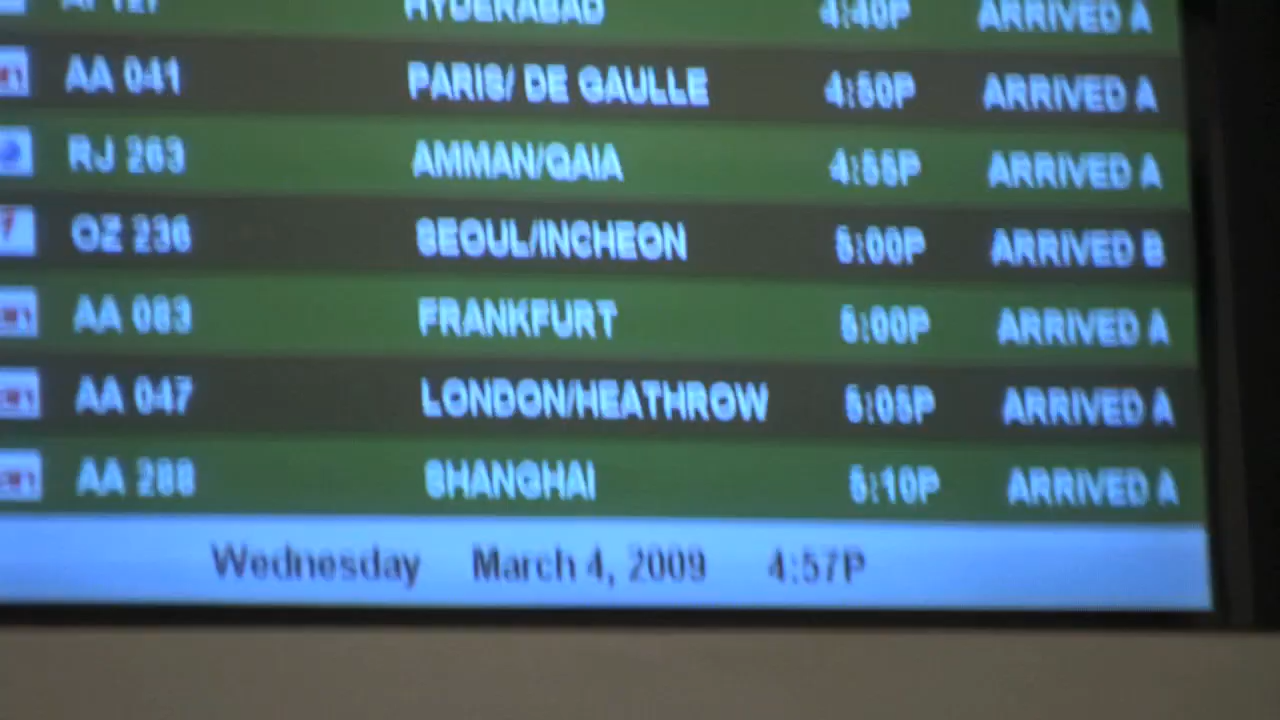 AI 127 HYDERABAD 4:40P ARRIVED A
AA 041 PARIS/ DE GAULLE 4:50P ARRIVED A
RJ 263 AMMAN/QAIA 4:55P ARRIVED A
OZ 236 SEOUL/INCHEON 5:00P ARRIVED B
AA 083 FRANKFURT 5:00P ARRIVED A
AA 047 LONDON/HEATHROW 5:05P ARRIVED A
AA 288 SHANGHAI 5:10P ARRIVED A
Wednesday March 4, 2009 4:57P